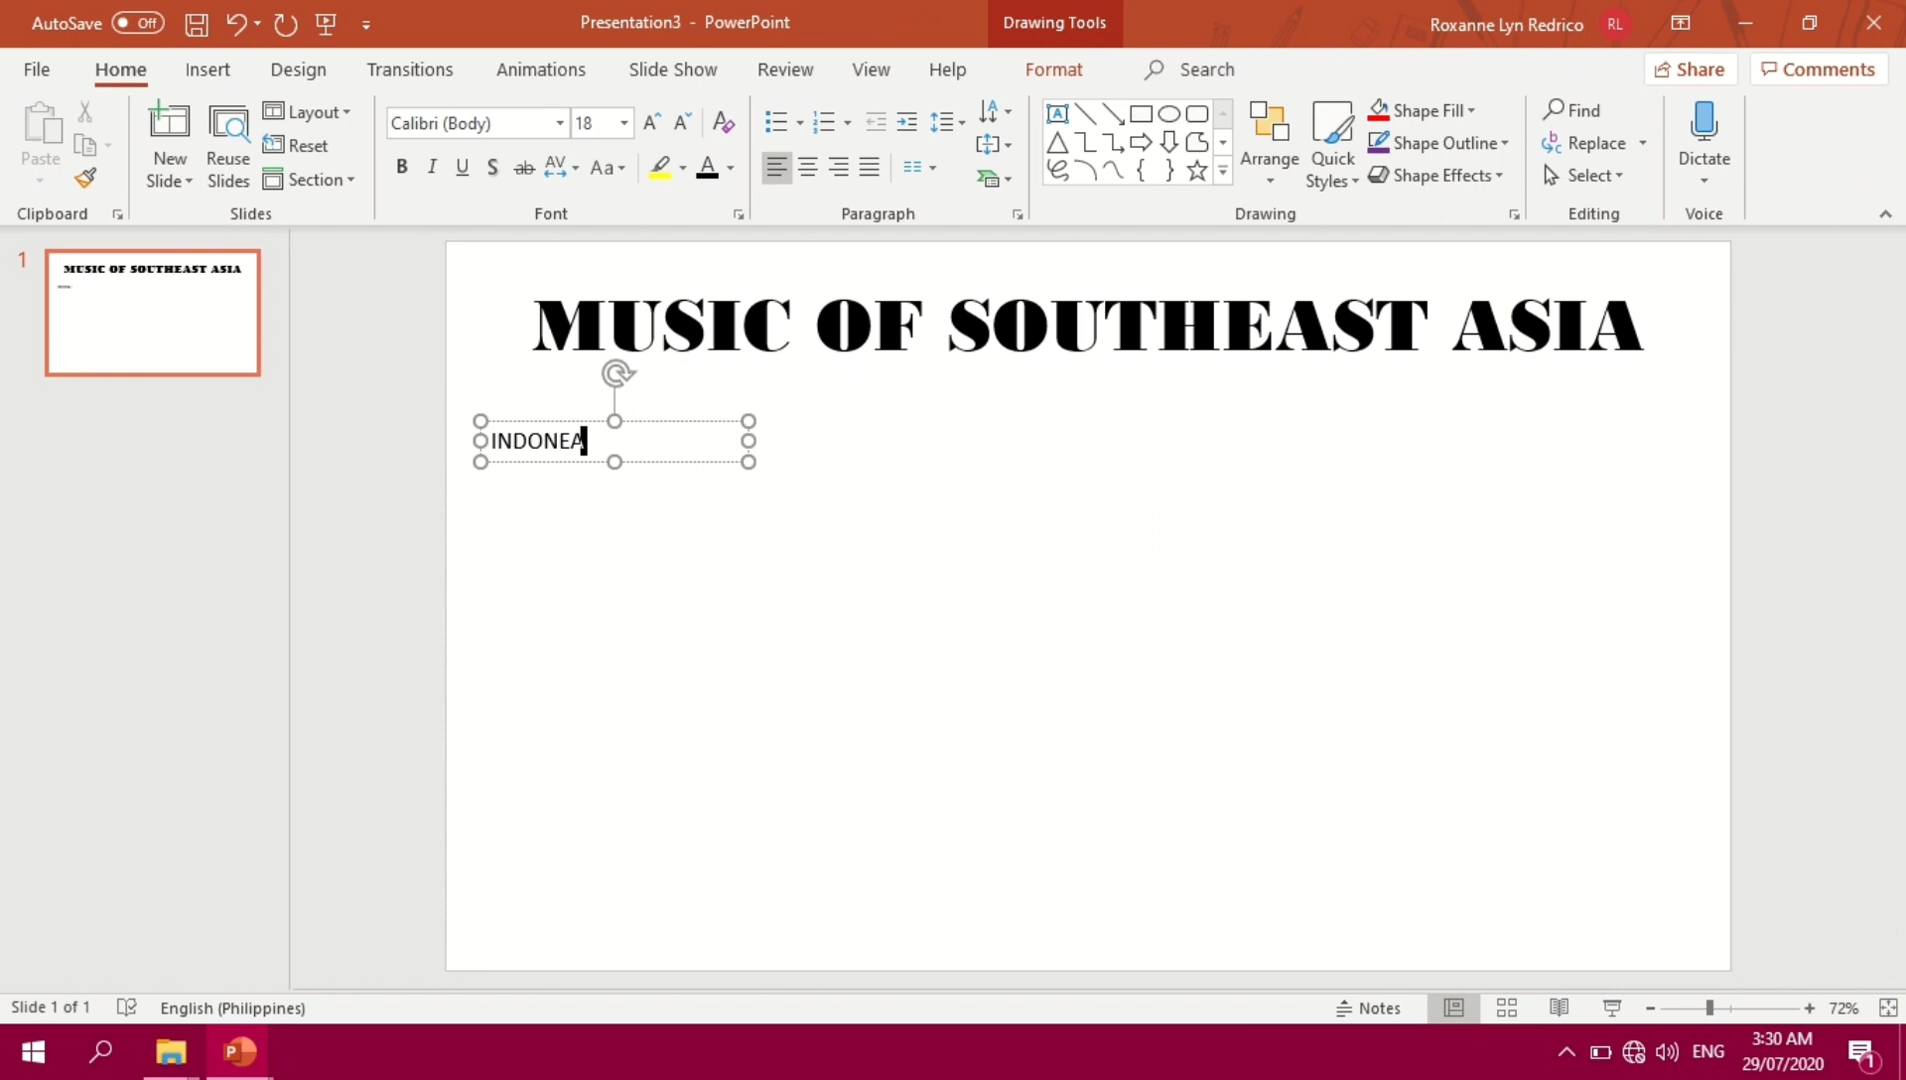 AutoSave Off
Presentation3 - PowerPoint
Drawing Tools
Roxanne Lyn Redrico RL
File Home Insert Design Transitions Animations Slide Show Review View Help Format Search Share Comments
Paste
Clipboard
New Slide
Reuse Slides
Layout
Reset
Section
Slides
Calibri (Body) 18
B I U S ab AV Aa A
Font
Paragraph
Arrange
Quick Styles
Shape Fill
Shape Outline
Shape Effects
Drawing
Find
Replace
Select
Editing
Dictate
Voice
1
MUSIC OF SOUTHEAST ASIA
MUSIC OF SOUTHEAST ASIA
INDONEA
Slide 1 of 1 English (Philippines) Notes 72%
P
ENG
3:30 AM
29/07/2020
1